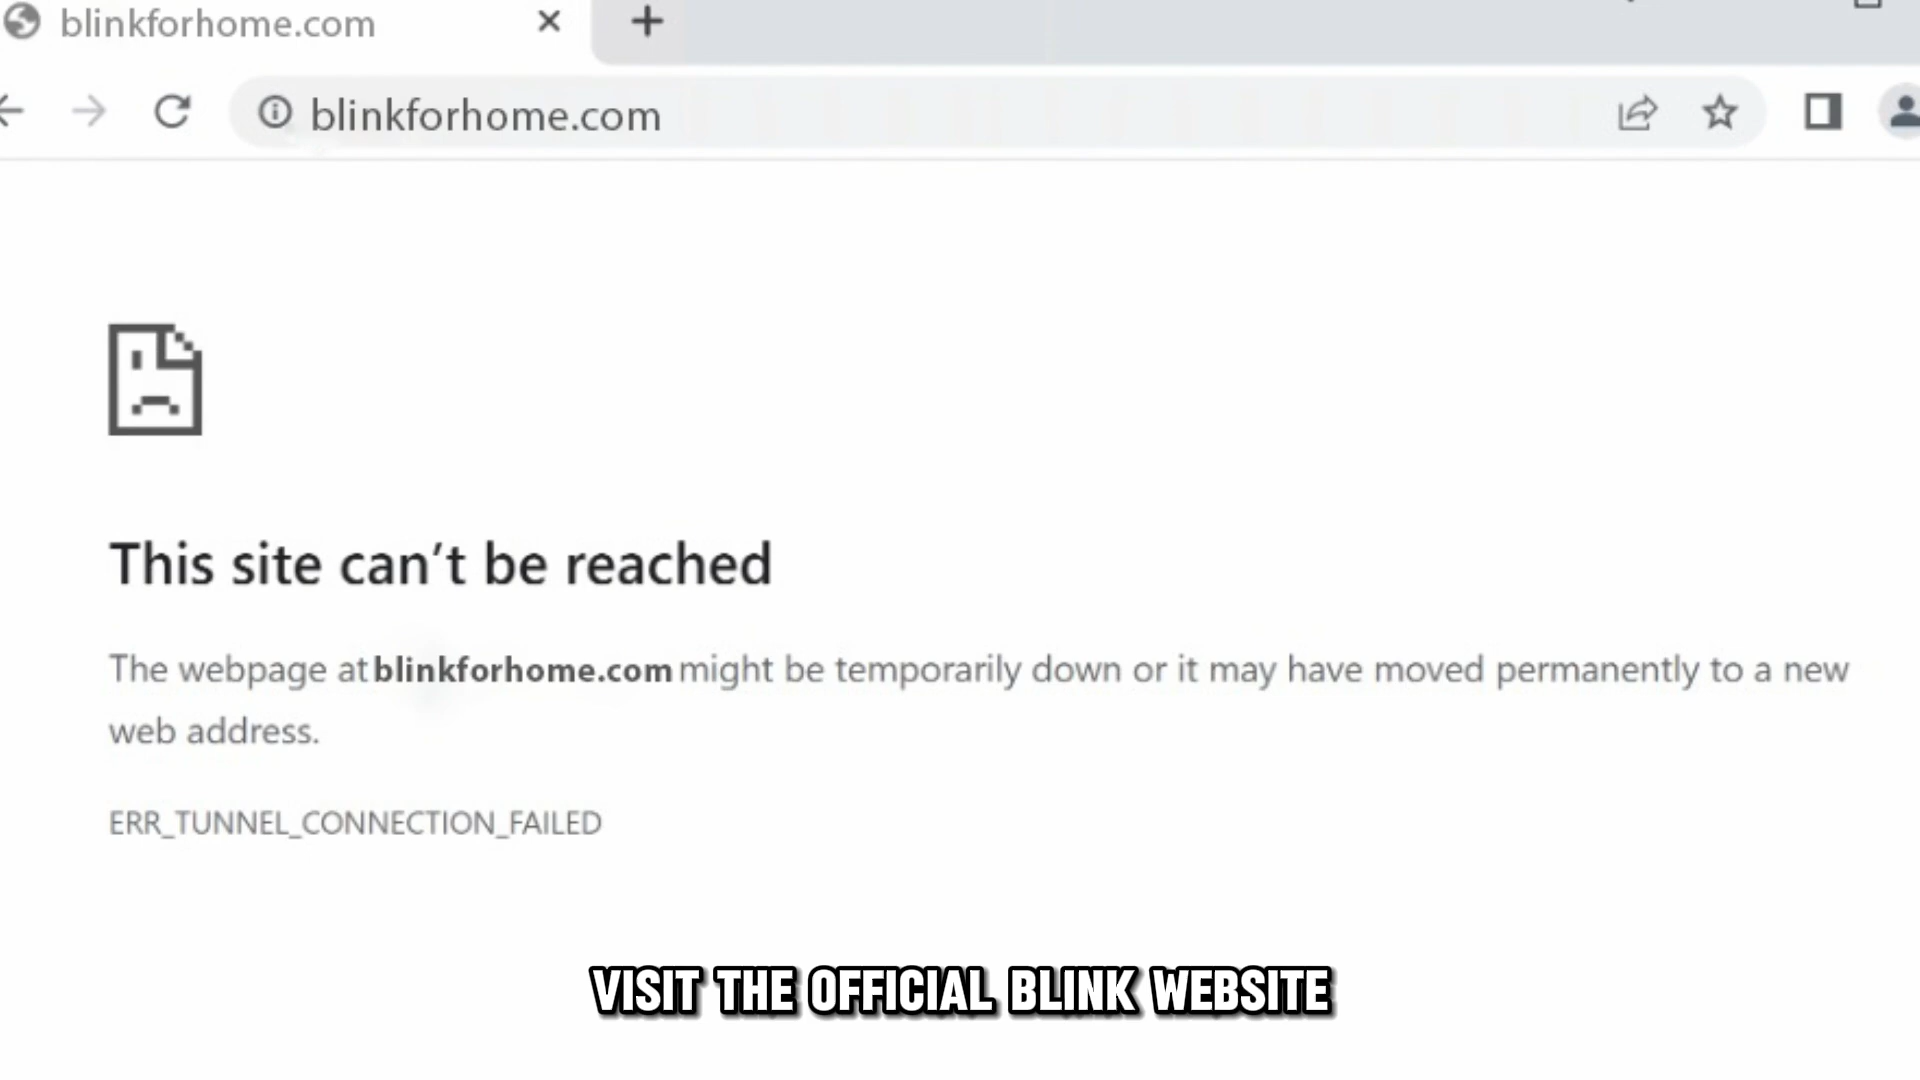 blinkforhome.com
blinkforhome.com
This site can’t be reached
The webpage at blinkforhome.com might be temporarily down or it may have moved permanently to a new
web address.
ERR_TUNNEL_CONNECTION_FAILED
VISIT THE OFFICIAL BLINK WEBSITE